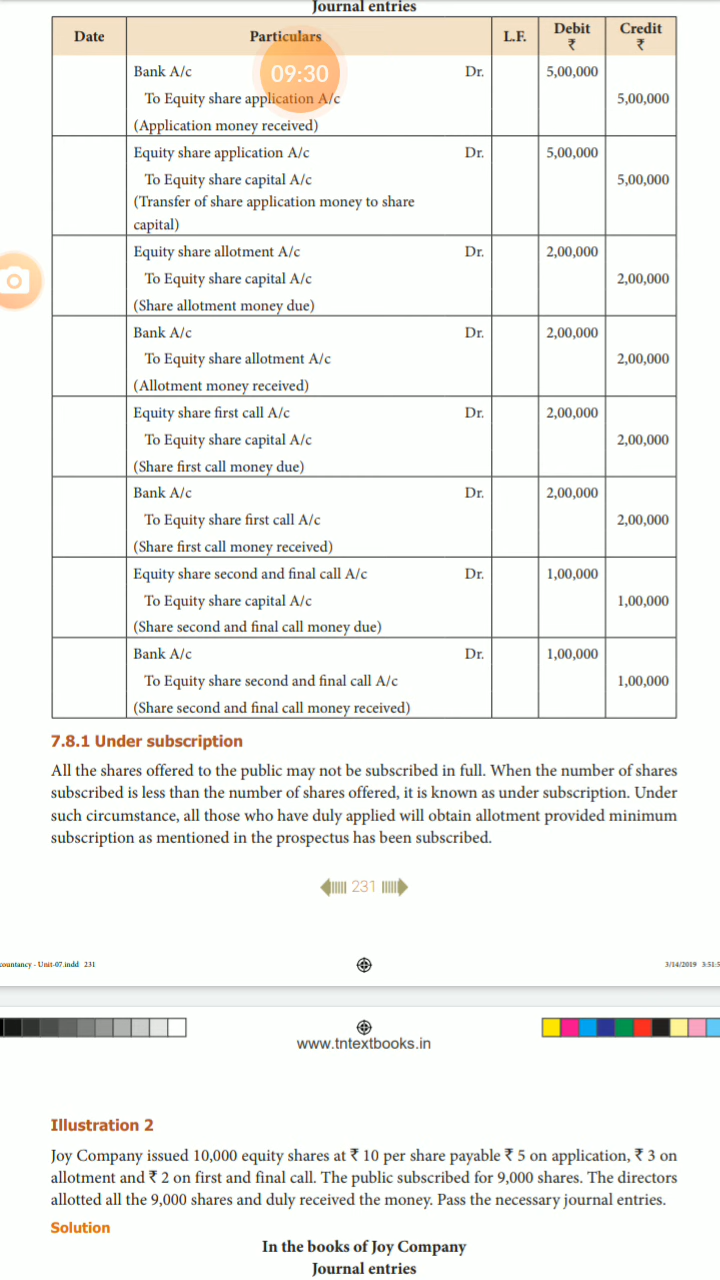 Journal entries
Date Particulars L.F. Debit ₹ Credit ₹
09:30
Bank A/c Dr. 5,00,000
To Equity share application A/c 5,00,000
(Application money received)
Equity share application A/c Dr. 5,00,000
To Equity share capital A/c 5,00,000
(Transfer of share application money to share
capital)
Equity share allotment A/c Dr. 2,00,000
To Equity share capital A/c 2,00,000
(Share allotment money due)
Bank A/c Dr. 2,00,000
To Equity share allotment A/c 2,00,000
(Allotment money received)
Equity share first call A/c Dr. 2,00,000
To Equity share capital A/c 2,00,000
(Share first call money due)
Bank A/c Dr. 2,00,000
To Equity share first call A/c 2,00,000
(Share first call money received)
Equity share second and final call A/c Dr. 1,00,000
To Equity share capital A/c 1,00,000
(Share second and final call money due)
Bank A/c Dr. 1,00,000
To Equity share second and final call A/c 1,00,000
(Share second and final call money received)
7.8.1 Under subscription
All the shares offered to the public may not be subscribed in full. When the number of shares
subscribed is less than the number of shares offered, it is known as under subscription. Under
such circumstance, all those who have duly applied will obtain allotment provided minimum
subscription as mentioned in the prospectus has been subscribed.
231
countancy - Unit-07.indd 231 3/14/2019 3:51:5
www.tntextbooks.in
Illustration 2
Joy Company issued 10,000 equity shares at ₹ 10 per share payable ₹ 5 on application, ₹ 3 on
allotment and ₹ 2 on first and final call. The public subscribed for 9,000 shares. The directors
allotted all the 9,000 shares and duly received the money. Pass the necessary journal entries.
Solution
In the books of Joy Company
Journal entries